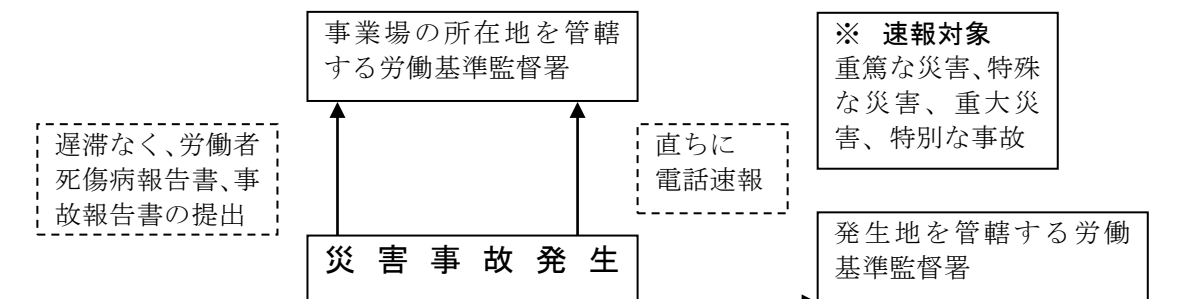 事業場の所在地を管轄
する労働基準監督署
※ 速報対象
重篤な災害、特殊
な災害、重大災
害、特別な事故
遅滞なく、労働者
死傷病報告書、事
故報告書の提出
直ちに
電話速報
災害事故発生
発生地を管轄する労働
基準監督署